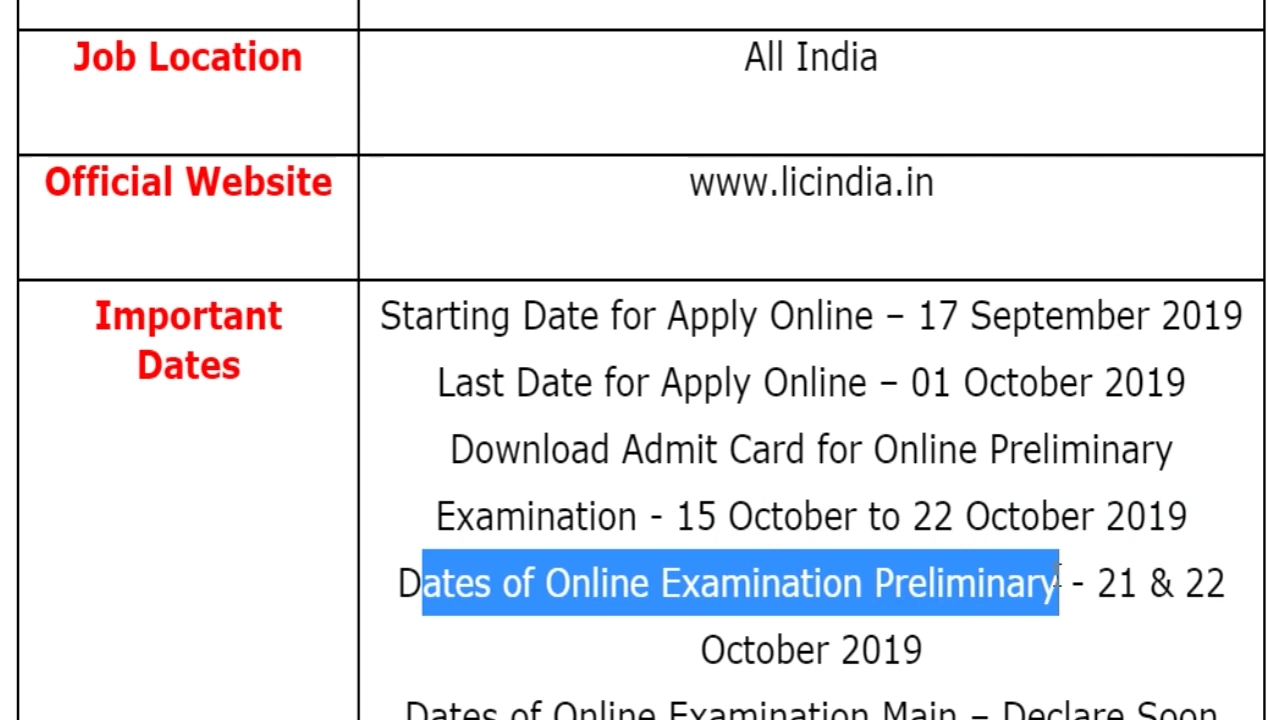 Job Location
All India
Official Website
www.licindia.in
Important
Dates
Starting Date for Apply Online – 17 September 2019
Last Date for Apply Online – 01 October 2019
Download Admit Card for Online Preliminary
Examination - 15 October to 22 October 2019
Dates of Online Examination Preliminary - 21 & 22
October 2019
Dates of Online Examination Main – Declare Soon